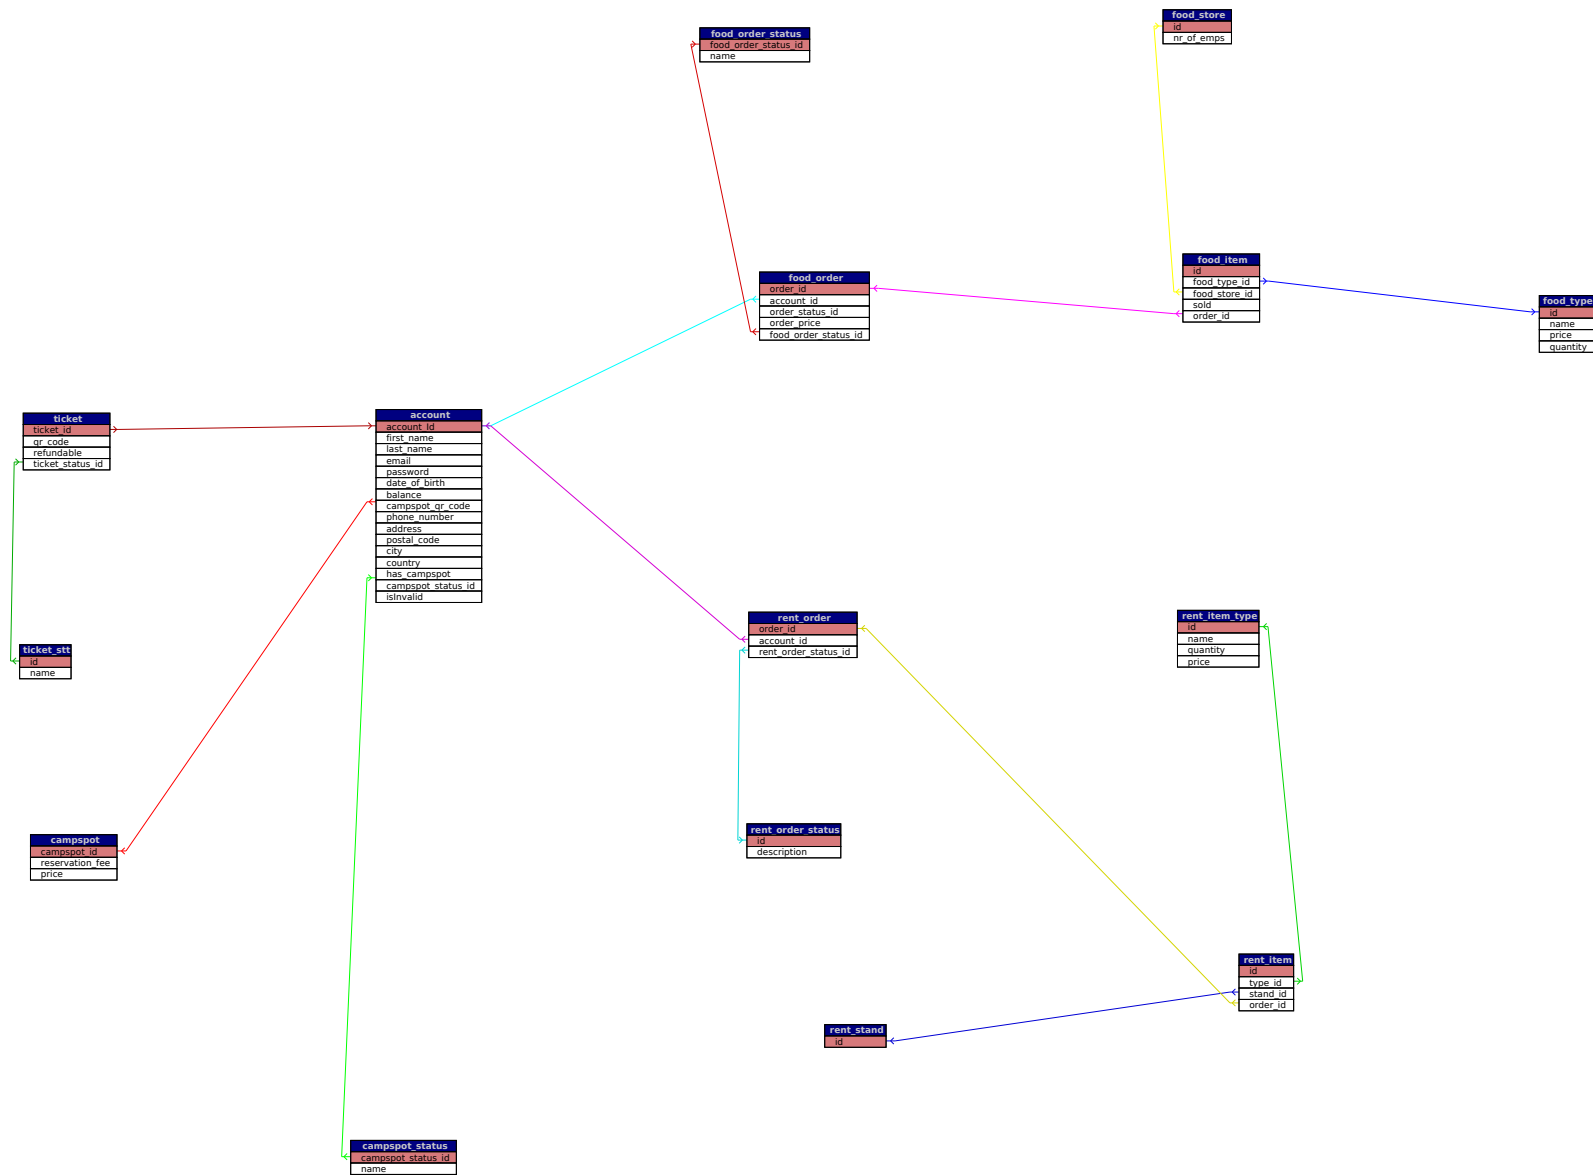 food_store
id
nr_of_emps
food_order_status
food_order_status_id
name
food_item
id
food_type_id
food_store_id
sold
order_id
food_order
order_id
account_id
order_status_id
order_price
food_order_status_id
food_type
id
name
price
quantity
account
account_Id
first_name
last_name
email
password
date_of_birth
balance
campspot_qr_code
phone_number
address
postal_code
city
country
has_campspot
campspot_status_id
isInvalid
ticket
ticket_id
qr_code
refundable
ticket_status_id
rent_item_type
id
name
quantity
price
rent_order
order_id
account_id
rent_order_status_id
ticket_stt
id
name
rent_order_status
id
description
campspot
campspot_id
reservation_fee
price
rent_item
id
type_id
stand_id
order_id
rent_stand
id
campspot_status
campspot_status_id
name